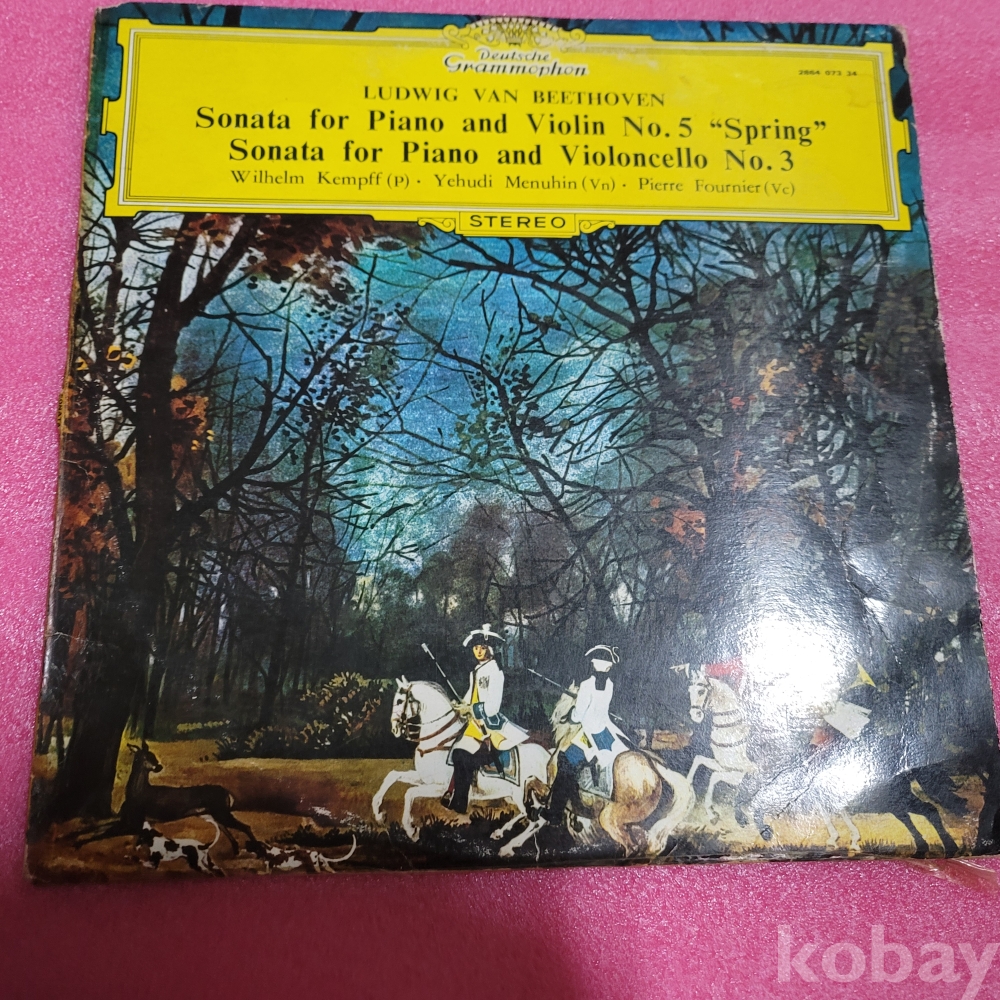 Deutsche
Grammophon
2864 073 34
LUDWIG VAN BEETHOVEN
Sonata for Piano and Violin No. 5 “Spring”
Sonata for Piano and Violoncello No. 3
Wilhelm Kempff (P) · Yehudi Menuhin (Vn) · Pierre Fournier (Vc)
STEREO
kobay